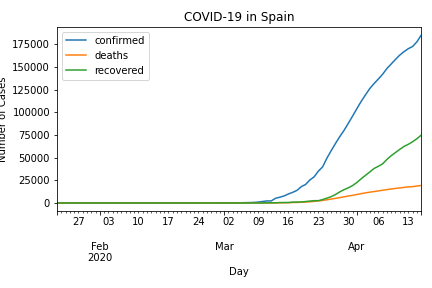 COVID-19 in Spain
confirmed
deaths
recovered
175000
150000
125000
100000
75000
50000
25000
0
Number of Cases
27 03 10 17 24 02 09 16 23 30 06 13
Feb Mar Apr
2020
Day